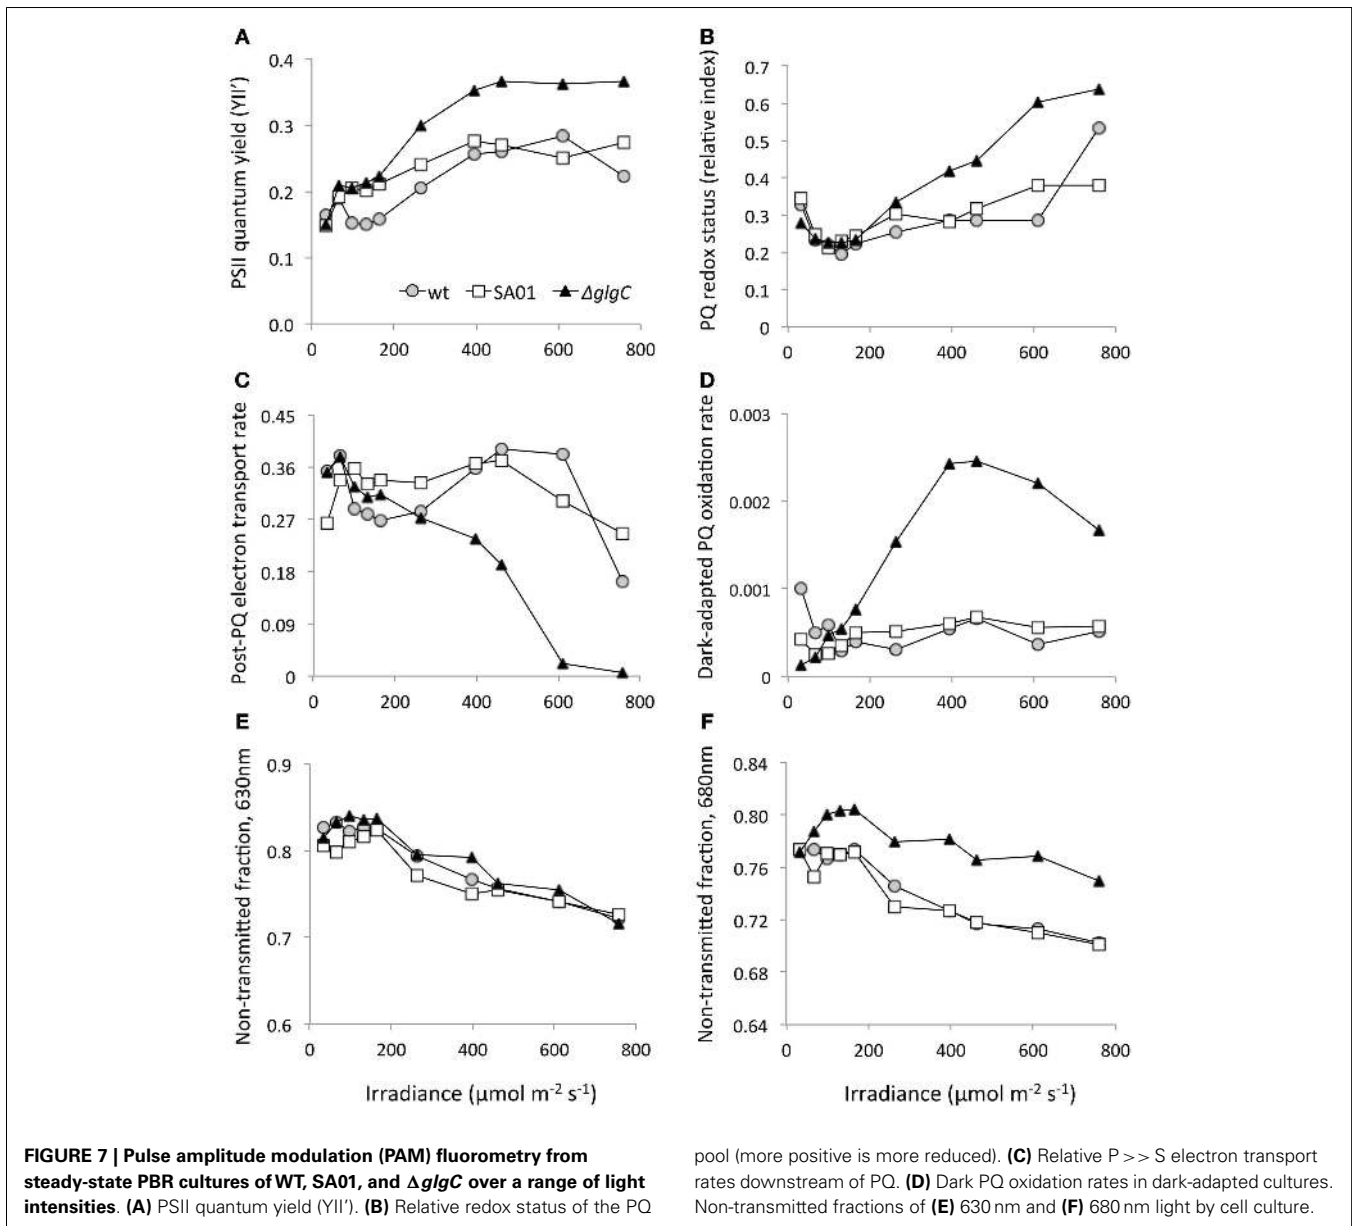 A
PSII quantum yield (YII')
0.4
0.3
0.2
0.1
0.0
0 200 400 600 800
wt SA01 ΔglgC
B
PQ redox status (relative index)
0.7
0.6
0.5
0.4
0.3
0.2
0.1
0
0 200 400 600 800
C
Post-PQ electron transport rate
0.45
0.36
0.27
0.18
0.09
0
0 200 400 600 800
D
Dark-adapted PQ oxidation rate
0.003
0.002
0.001
0
0 200 400 600 800
E
Non-transmitted fraction, 630nm
0.9
0.8
0.7
0.6
0 200 400 600 800
Irradiance (µmol m-2 s-1)
F
Non-transmitted fraction, 680nm
0.84
0.80
0.76
0.72
0.68
0.64
0 200 400 600 800
Irradiance (µmol m-2 s-1)
FIGURE 7 | Pulse amplitude modulation (PAM) fluorometry from
steady-state PBR cultures of WT, SA01, and ΔglgC over a range of light
intensities. (A) PSII quantum yield (YII'). (B) Relative redox status of the PQ
pool (more positive is more reduced). (C) Relative P >> S electron transport
rates downstream of PQ. (D) Dark PQ oxidation rates in dark-adapted cultures.
Non-transmitted fractions of (E) 630 nm and (F) 680 nm light by cell culture.